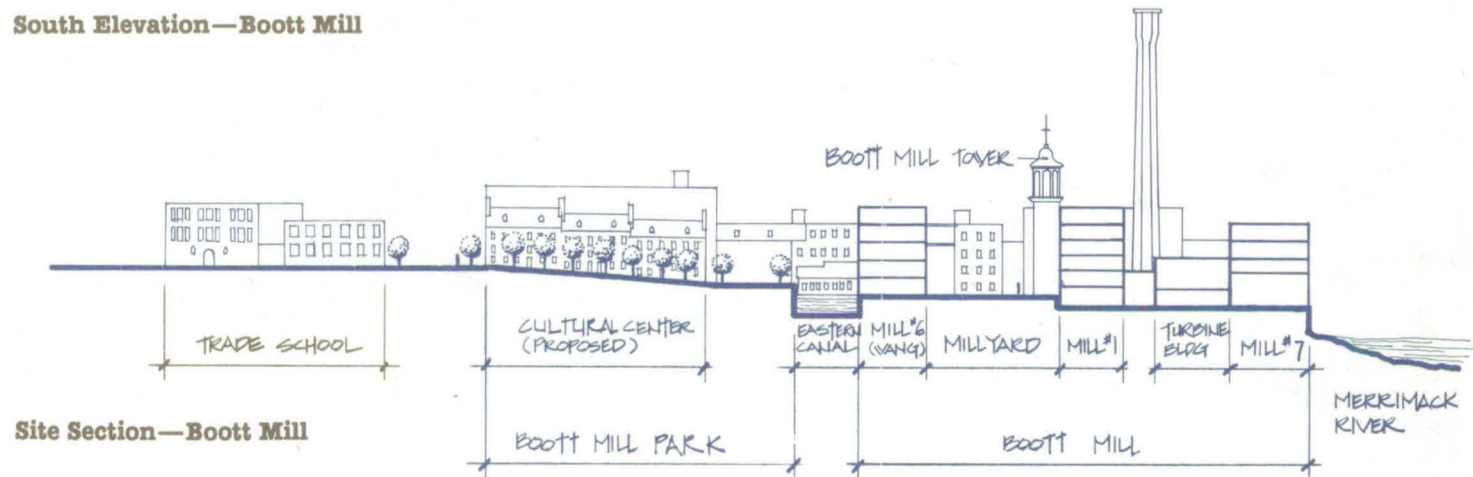 South Elevation—Boott Mill
BOOTT MILL TOWER
TRADE SCHOOL
CULTURAL CENTER
(PROPOSED)
EASTERN
CANAL
MILL #6
(WANG)
MILLYARD
MILL #1
TURBINE
BLDG
MILL #7
MERRIMACK
RIVER
Site Section—Boott Mill
BOOTT MILL PARK
BOOTT MILL